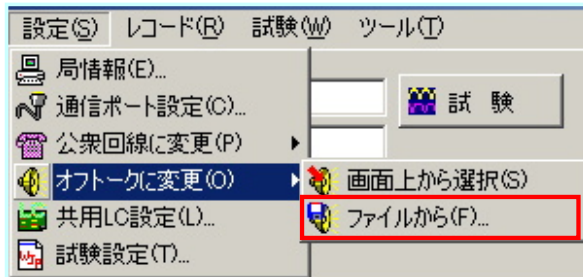 設定(S) レコード(R) 試験(W) ツール(T)
局情報(E)...
通信ポート設定(C)...
試 験
公衆回線に変更(P)
オフトークに変更(O)
画面上から選択(S)
共用LC設定(L)...
ファイルから(F)...
試験設定(T)...